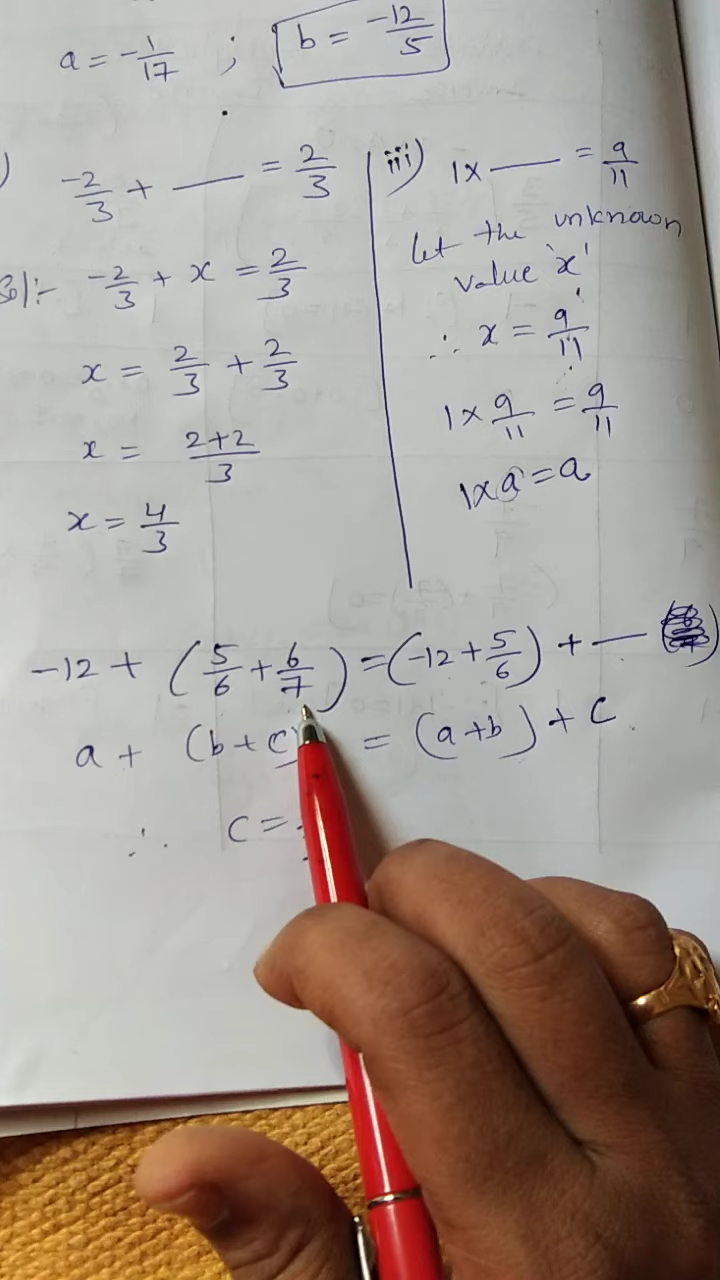 a = -1/17 ; b = -12/5
) -2/3 + ___ = 2/3
Sol:- -2/3 + x = 2/3
x = 2/3 + 2/3
x = 2+2/3
x = 4/3
iii) 1x ___ = 9/11
Let the unknown
value 'x'
∴ x = 9/11
1 x 9/11 = 9/11
1xa = a
-12 + (5/6 + 6/7) = (-12 + 5/6) + ___
a + (b + c) = (a+b) + c
∴ c =